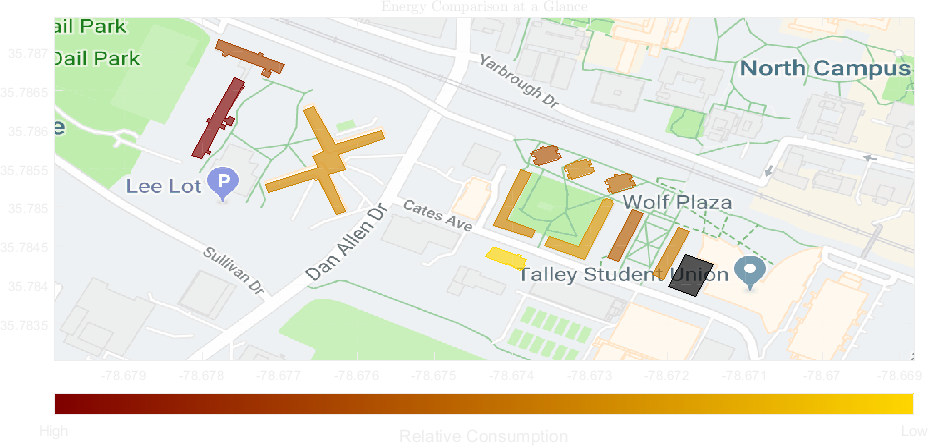 Energy Comparison at a Glance
ail Park
Dail Park
35.787
North Campus
Yarbrough Dr
35.7865
e
35.786
35.7855
P
Lee Lot
35.785
Wolf Plaza
Cates Ave
35.7845
Sullivan Dr
Dan Allen Dr
Talley Student Union
35.784
35.7835
-78.679
-78.678
-78.677
-78.676
-78.675
-78.674
-78.673
-78.672
-78.671
-78.67
-78.669
High
Low
Relative Consumption